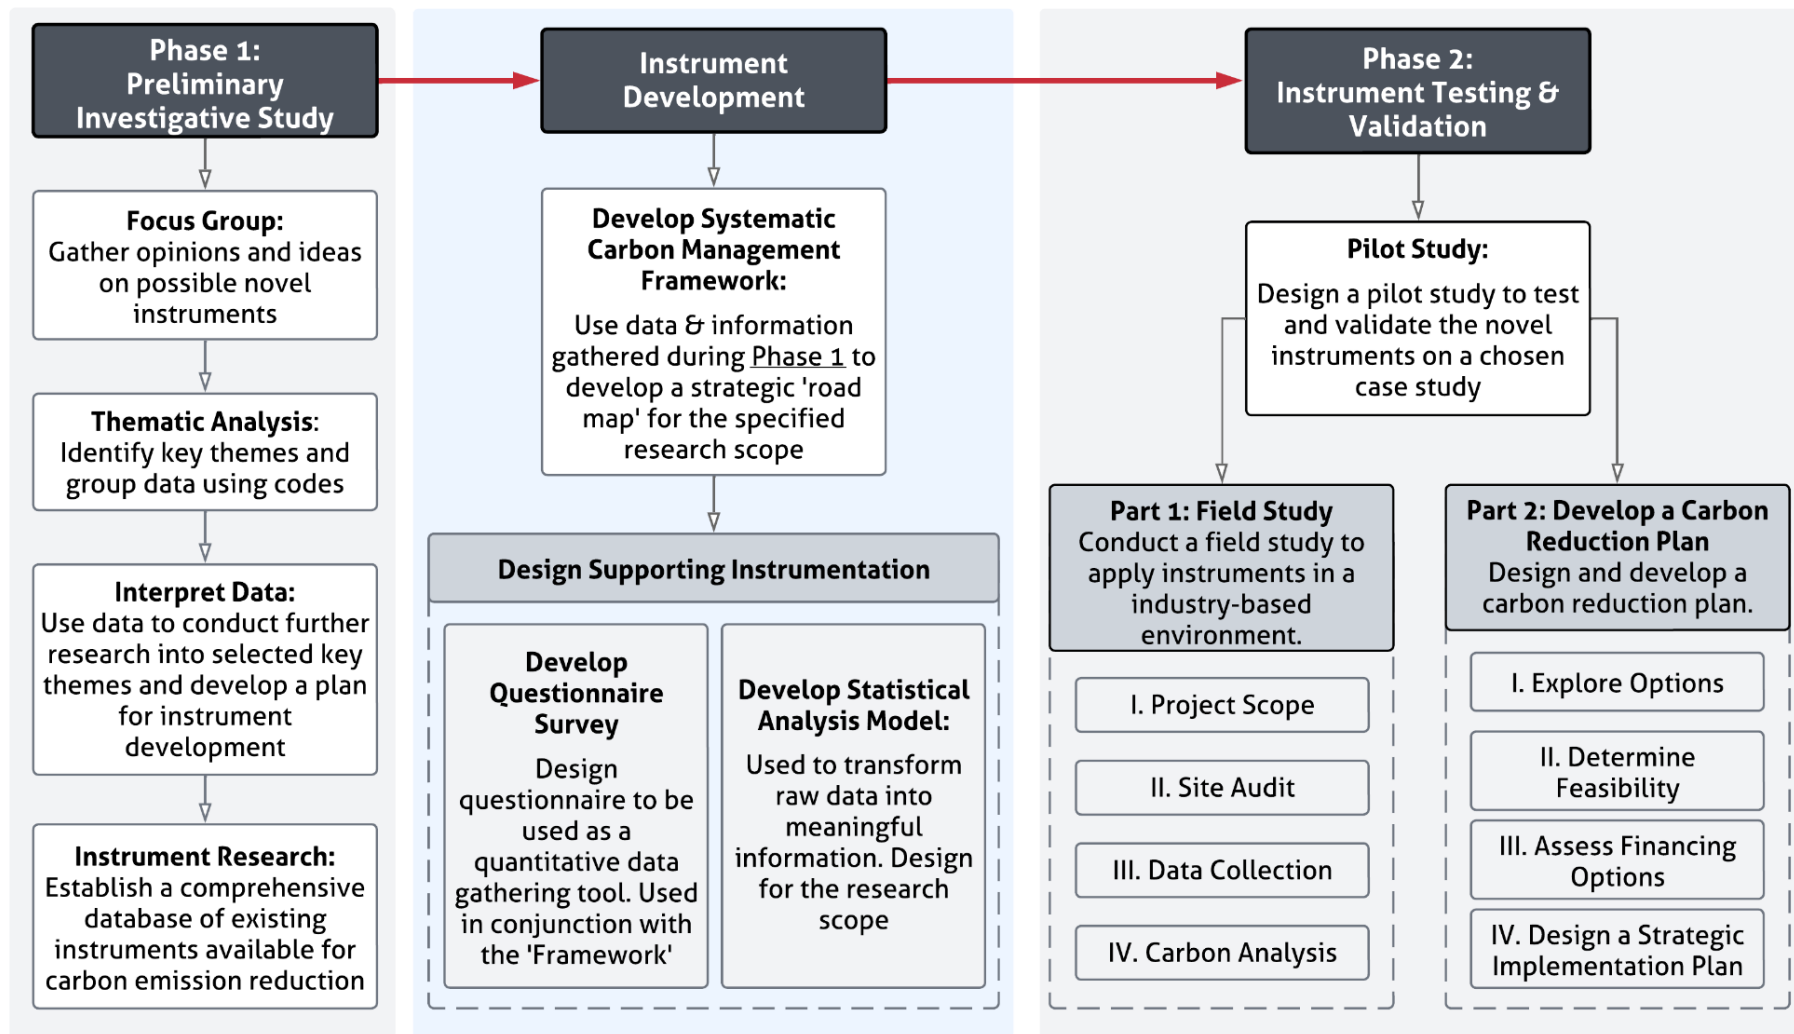 Phase 1:
Preliminary
Investigative Study
Focus Group:
Gather opinions and ideas
on possible novel
instruments
Thematic Analysis:
Identify key themes and
group data using codes
Interpret Data:
Use data to conduct further
research into selected key
themes and develop a plan
for instrument
development
Instrument Research:
Establish a comprehensive
database of existing
instruments available for
carbon emission reduction
Instrument
Development
Develop Systematic
Carbon Management
Framework:
Use data & information
gathered during Phase 1 to
develop a strategic 'road
map' for the specified
research scope
Design Supporting Instrumentation
Develop
Questionnaire
Survey
Design
questionnaire to be
used as a
quantitative data
gathering tool. Used
in conjunction with
the 'Framework'
Develop Statistical
Analysis Model:
Used to transform
raw data into
meaningful
information. Design
for the research
scope
Phase 2:
Instrument Testing &
Validation
Pilot Study:
Design a pilot study to test
and validate the novel
instruments on a chosen
case study
Part 1: Field Study
Conduct a field study to
apply instruments in a
industry-based
environment.
I. Project Scope
II. Site Audit
III. Data Collection
IV. Carbon Analysis
Part 2: Develop a Carbon
Reduction Plan
Design and develop a
carbon reduction plan.
I. Explore Options
II. Determine
Feasibility
III. Assess Financing
Options
IV. Design a Strategic
Implementation Plan